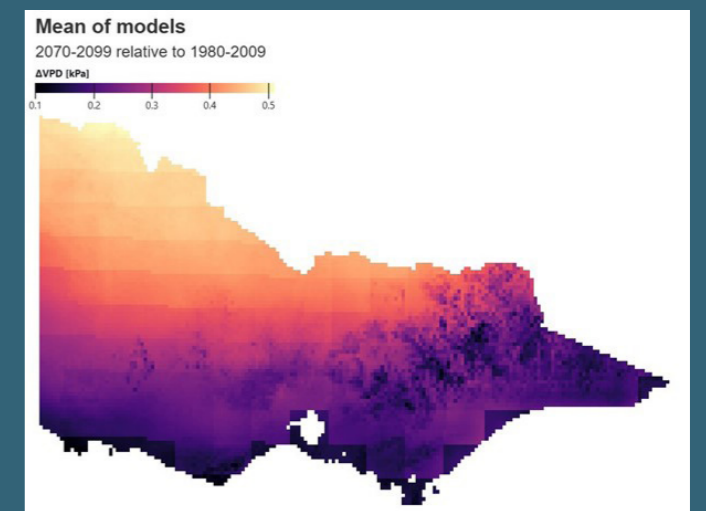 Mean of models
2070-2099 relative to 1980-2009
ΔVPD [kPa]
0.1 0.2 0.3 0.4 0.5